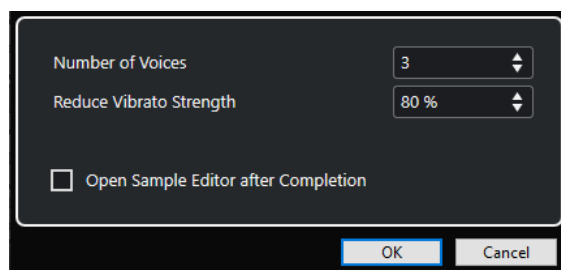 Number of Voices 3
Reduce Vibrato Strength 80 %
Open Sample Editor after Completion
OK Cancel